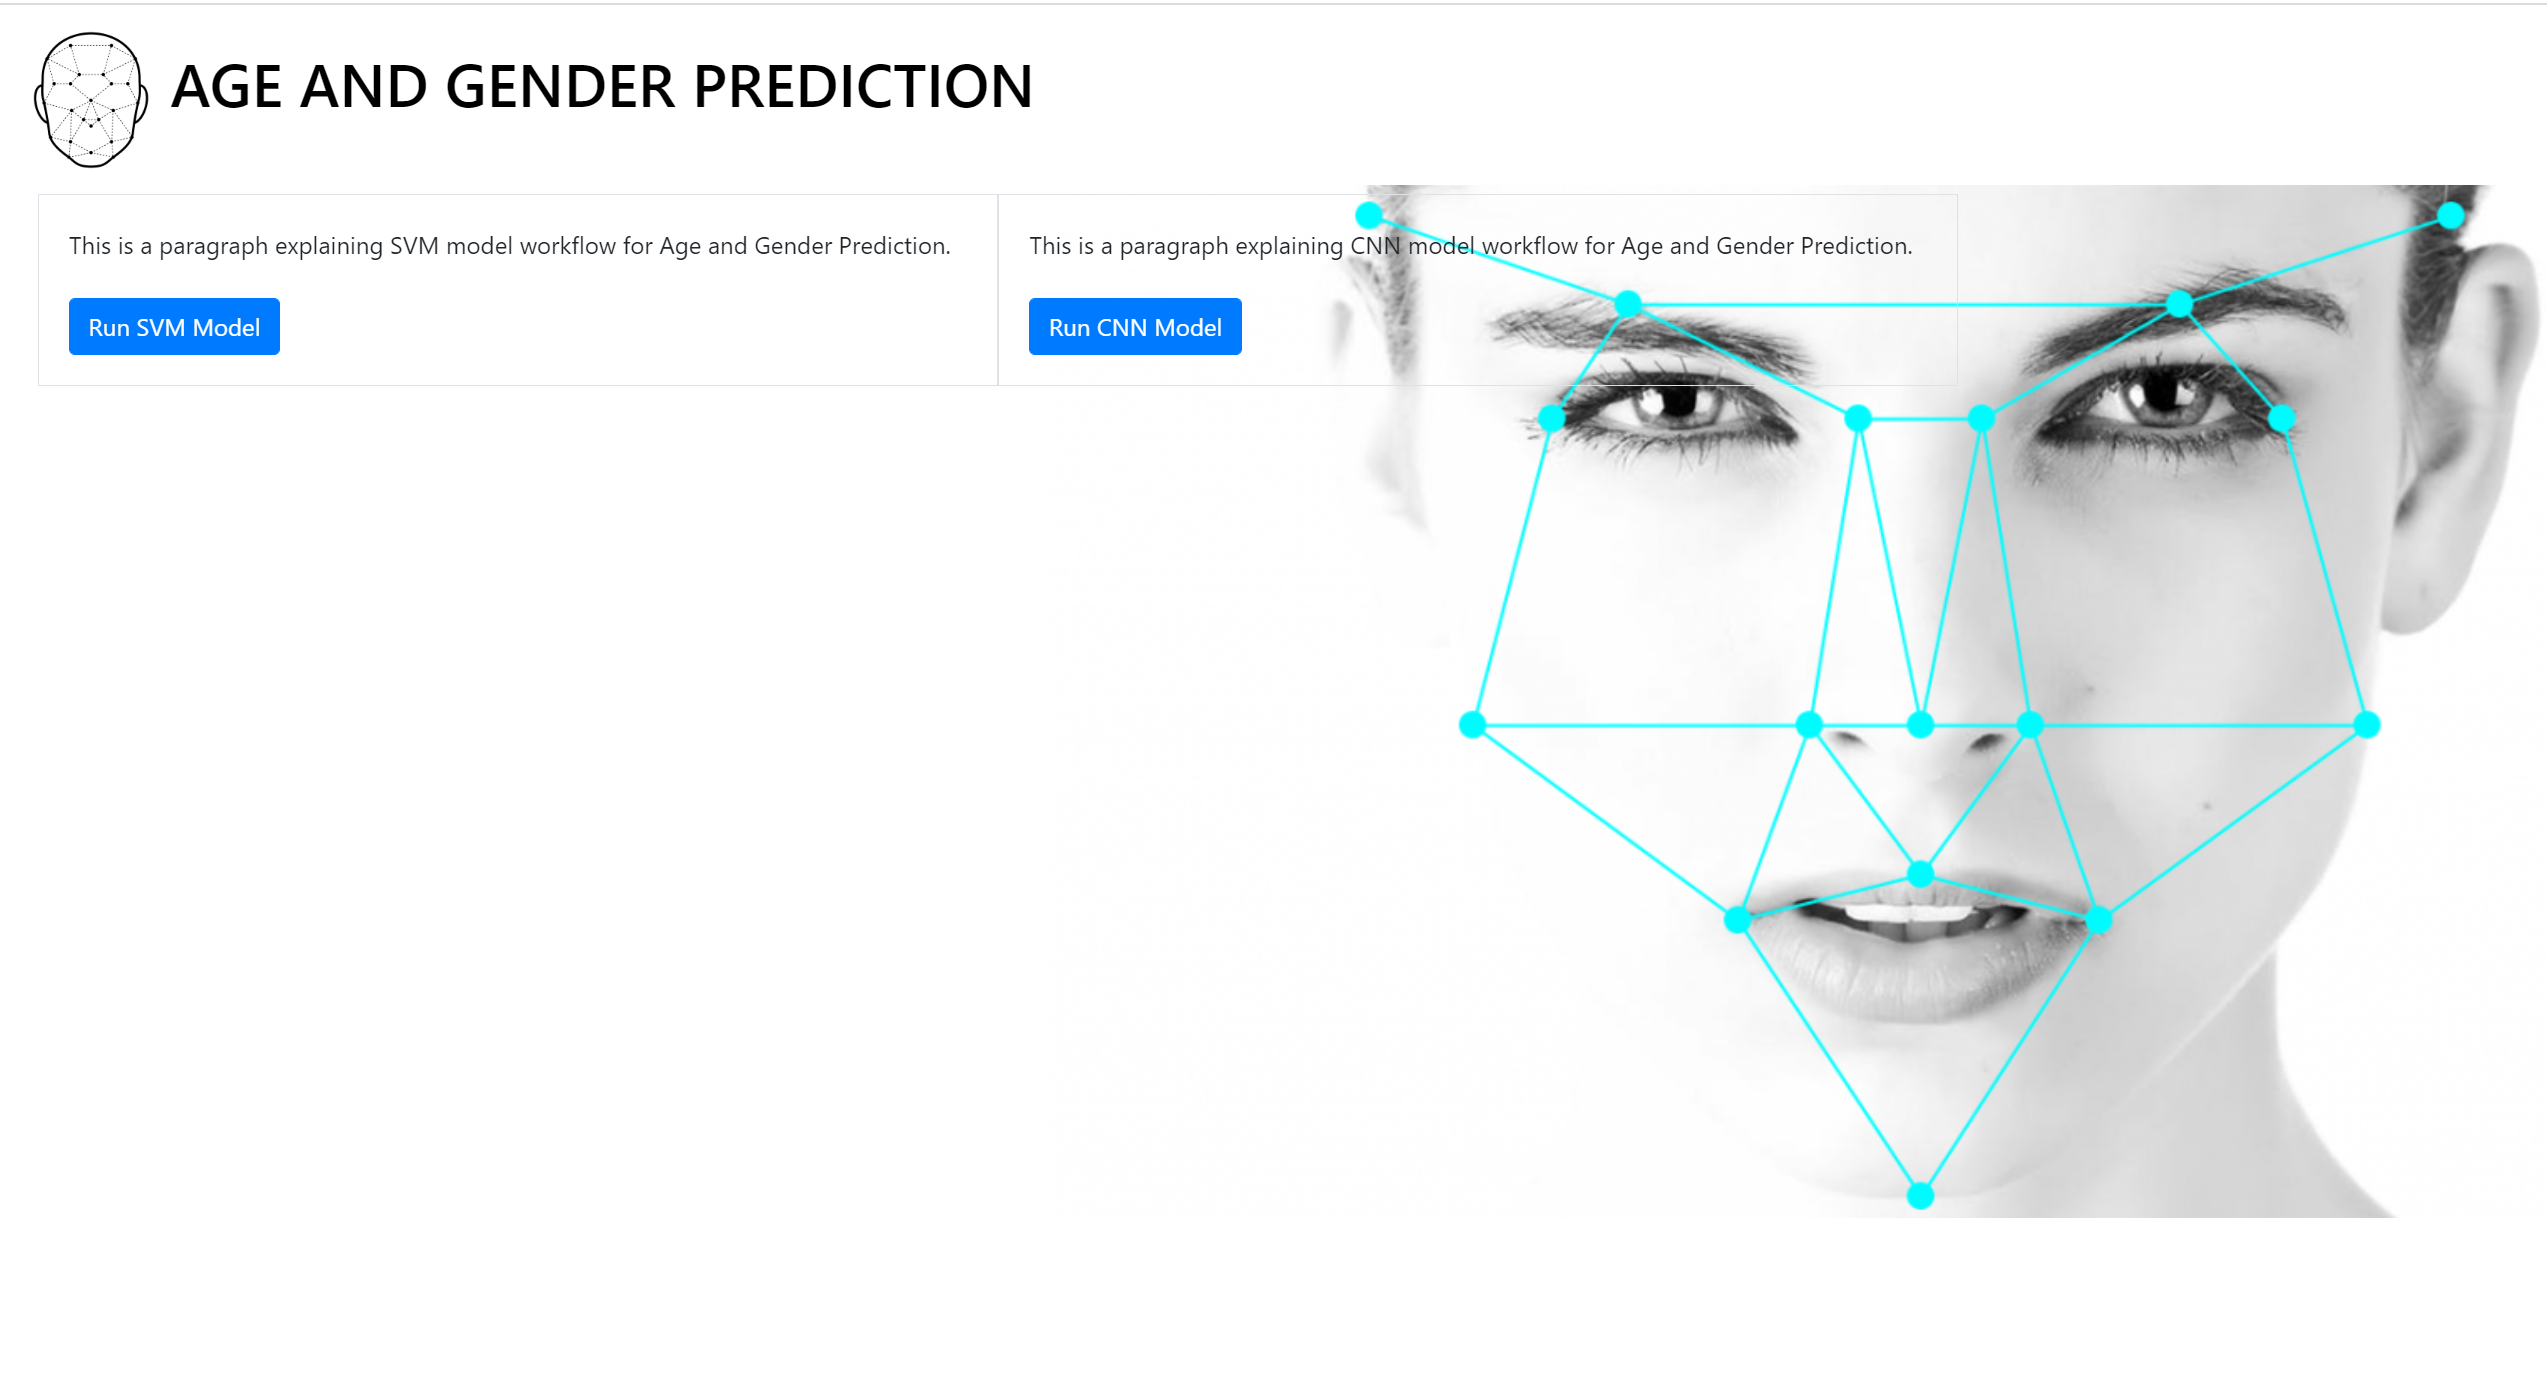 AGE AND GENDER PREDICTION
This is a paragraph explaining SVM model workflow for Age and Gender Prediction.
Run SVM Model
This is a paragraph explaining CNN model workflow for Age and Gender Prediction.
Run CNN Model